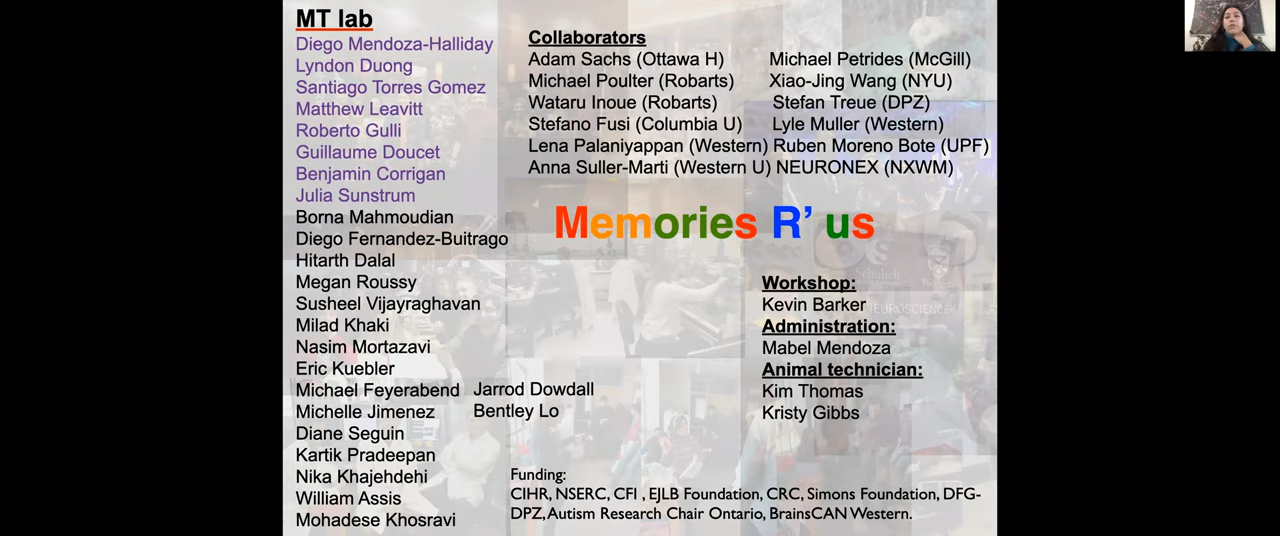 MT lab
Diego Mendoza-Halliday
Lyndon Duong
Santiago Torres Gomez
Matthew Leavitt
Roberto Gulli
Guillaume Doucet
Benjamin Corrigan
Julia Sunstrum
Borna Mahmoudian
Diego Fernandez-Buitrago
Hitarth Dalal
Megan Roussy
Susheel Vijayraghavan
Milad Khaki
Nasim Mortazavi
Eric Kuebler
Michael Feyerabend Jarrod Dowdall
Michelle Jimenez Bentley Lo
Diane Seguin
Kartik Pradeepan
Nika Khajehdehi
William Assis
Mohadese Khosravi
Collaborators
Adam Sachs (Ottawa H) Michael Petrides (McGill)
Michael Poulter (Robarts) Xiao-Jing Wang (NYU)
Wataru Inoue (Robarts) Stefan Treue (DPZ)
Stefano Fusi (Columbia U) Lyle Muller (Western)
Lena Palaniyappan (Western) Ruben Moreno Bote (UPF)
Anna Suller-Marti (Western U) NEURONEX (NXWM)
Memories R’ us
Schulich
NEUROSCIENCE
Workshop:
Kevin Barker
Administration:
Mabel Mendoza
Animal technician:
Kim Thomas
Kristy Gibbs
Funding:
CIHR, NSERC, CFI , EJLB Foundation, CRC, Simons Foundation, DFG-
DPZ, Autism Research Chair Ontario, BrainsCAN Western.